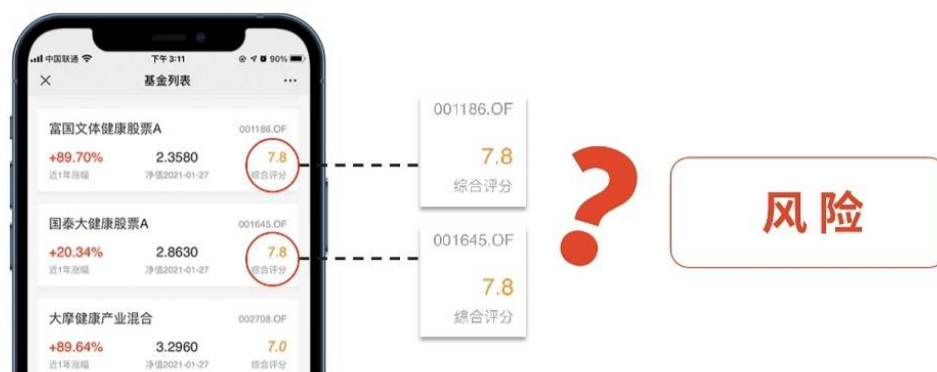 中国联通
下午3:11
90%
基金列表
富国文体健康股票A
001186.OF
+89.70%
2.3580
7.8
近1年涨幅
净值2021-01-27
综合评分
国泰大健康股票A
001645.OF
+20.34%
2.8630
7.8
近1年涨幅
净值2021-01-27
综合评分
大摩健康产业混合
002708.OF
+89.64%
3.2960
7.0
近1年涨幅
净值2021-01-27
综合评分
001186.OF
7.8
综合评分
001645.OF
7.8
综合评分
?
风险